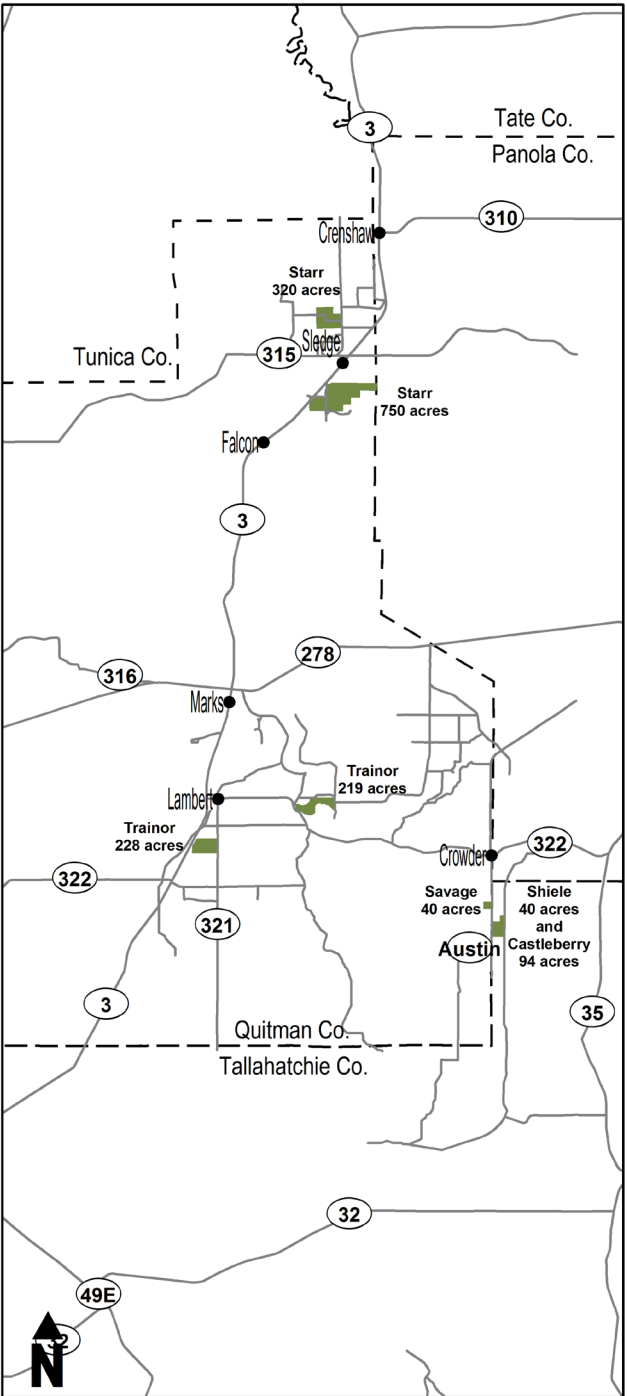 3
Tate Co.
Panola Co.
310
Crenshaw
Starr
320 acres
Sledge
315
Tunica Co.
Starr
750 acres
Falcon
3
278
316
Marks
Trainor
219 acres
Lambert
Trainor
228 acres
322
Crowder
322
Savage
40 acres
Shiele
40 acres
and
Castleberry
94 acres
321
Austin
3
35
Quitman Co.
Tallahatchie Co.
32
49E
32
N